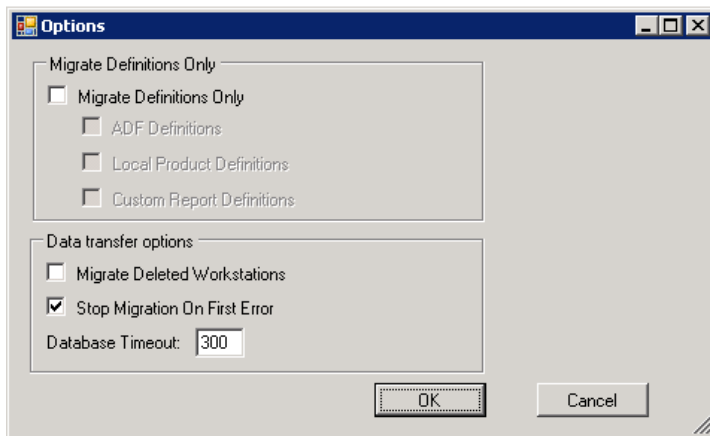 Options
Migrate Definitions Only
Migrate Definitions Only
ADF Definitions
Local Product Definitions
Custom Report Definitions
Data transfer options
Migrate Deleted Workstations
Stop Migration On First Error
Database Timeout: 300
OK Cancel